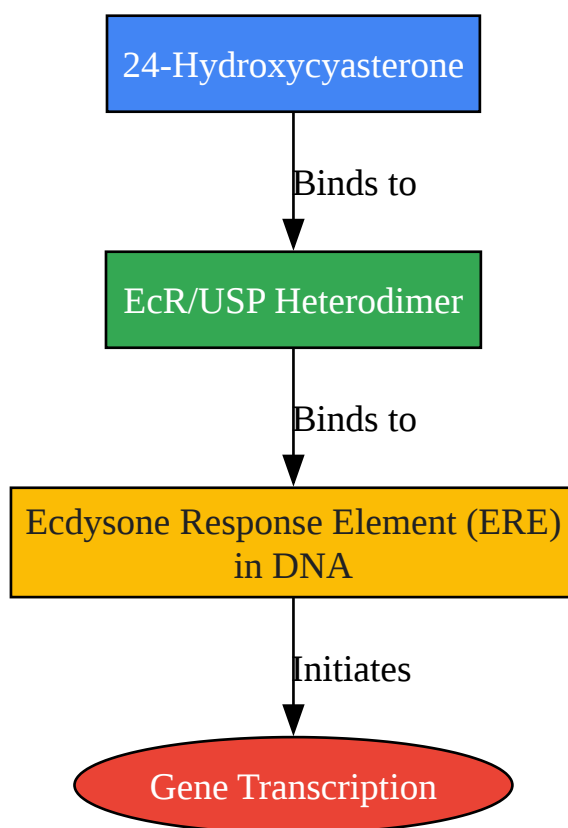 24-Hydroxycyasterone
Binds to
EcR/USP Heterodimer
Binds to
Ecdysone Response Element (ERE)
in DNA
Initiates
Gene Transcription